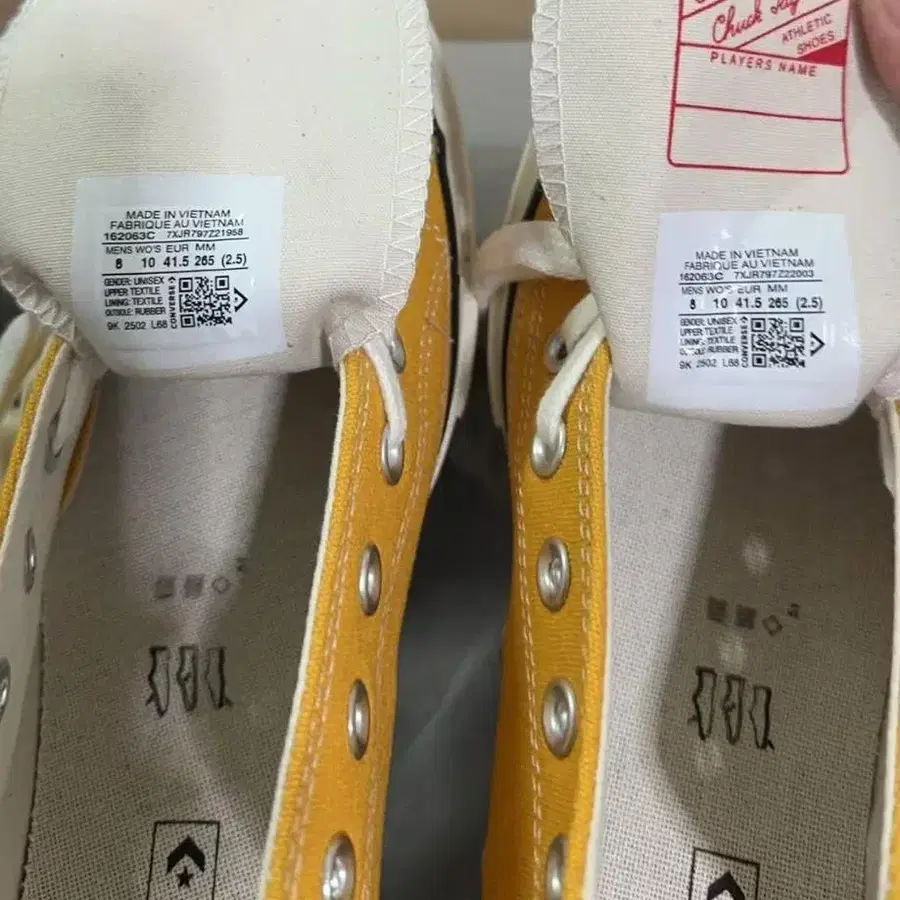 MADE IN VIETNAM
FABRIQUE AU VIETNAM
162063C 7XJR797Z21958
MENS WO'S EUR MM
8 10 41.5 265 (2.5)
GENDER: UNISEX
UPPER: TEXTILE
LINING: TEXTILE
OUTSOLE: RUBBER
CONVERSE
9K 2502 L68
Chuck
ATHLETIC
SHOES
PLAYERS NAME
MADE IN VIETNAM
FABRIQUE AU VIETNAM
162063C 7XJR797Z22003
MENS WO'S EUR MM
8 10 41.5 265 (2.5)
GENDER: UNISEX
UPPER: TEXTILE
LINING: TEXTILE
OUTSOLE: RUBBER
CONVERSE
9K 2502 L68